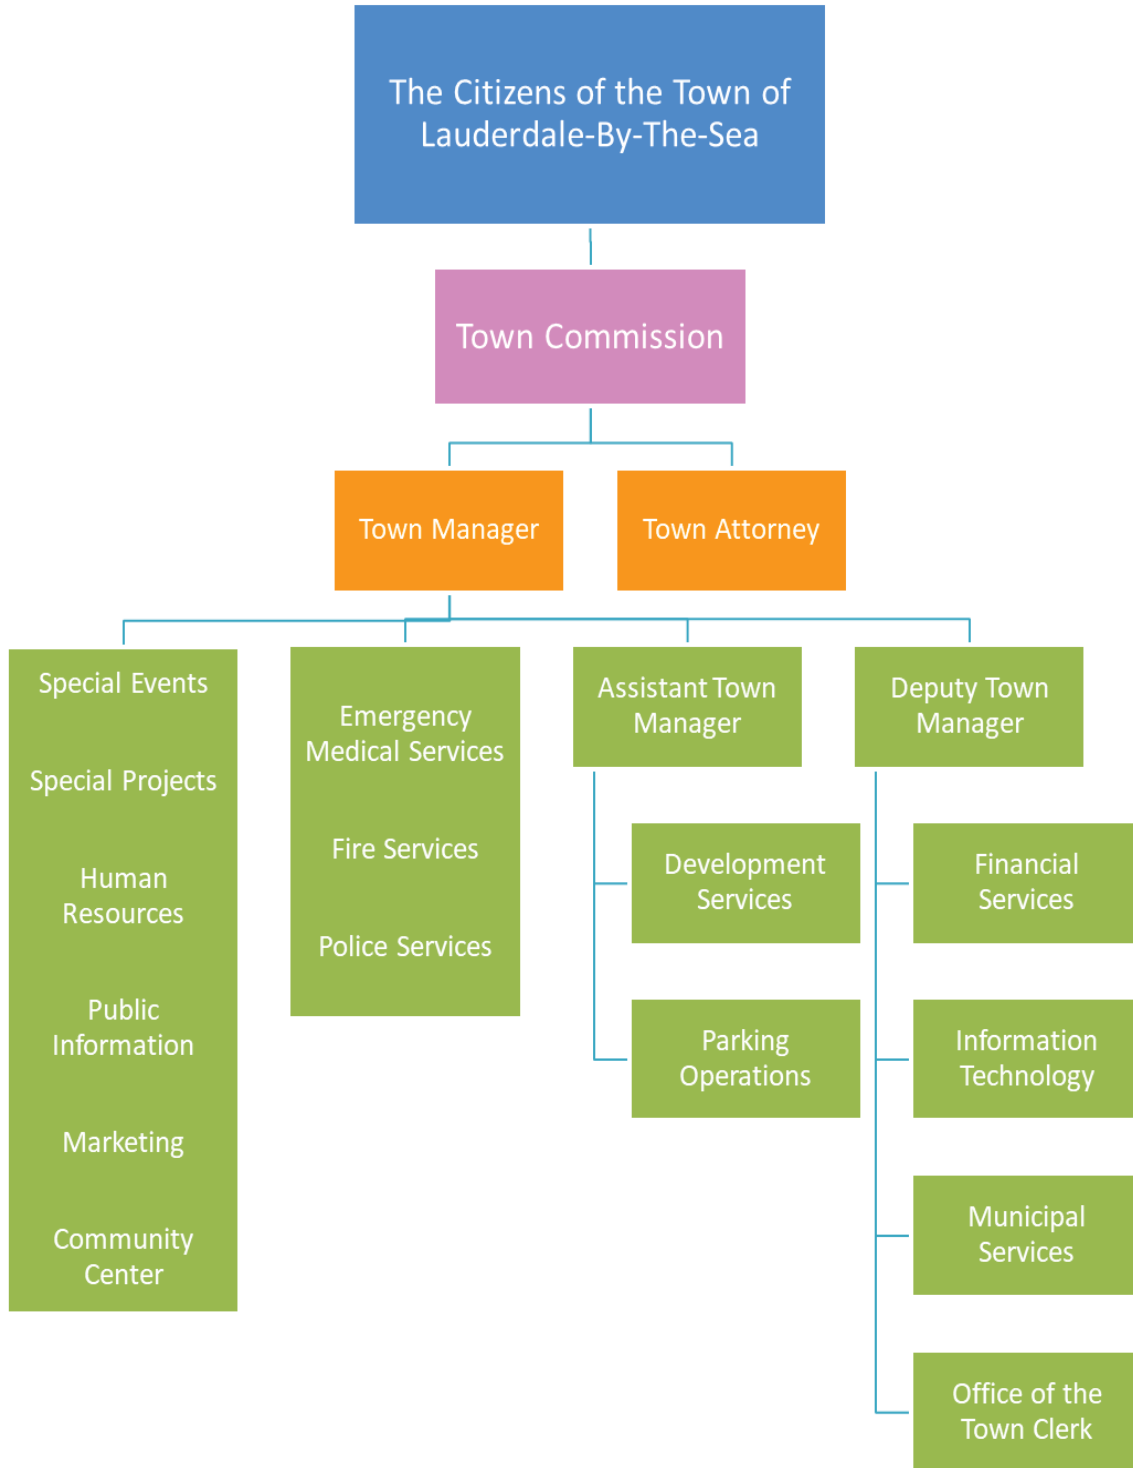 The Citizens of the Town of
Lauderdale-By-The-Sea
Town Commission
Town Manager
Town Attorney
Special Events
Special Projects
Human
Resources
Public
Information
Marketing
Community
Center
Emergency
Medical Services
Fire Services
Police Services
Assistant Town
Manager
Development
Services
Parking
Operations
Deputy Town
Manager
Financial
Services
Information
Technology
Municipal
Services
Office of the
Town Clerk